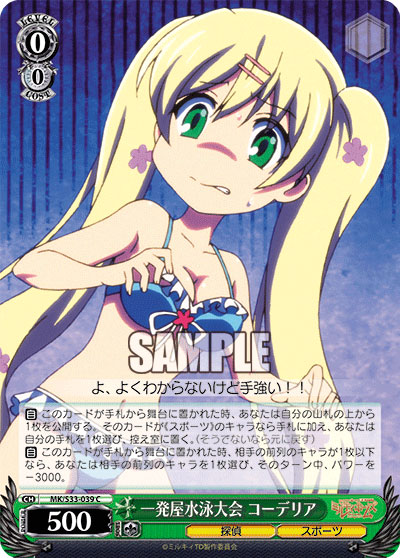 LEVEL
0
0
COST
SAMPLE
よ、よくわからないけど手強い！！
自 このカードが手札から舞台に置かれた時、あなたは自分の山札の上から
1枚を公開する。そのカードが《スポーツ》のキャラなら手札に加え、あなたは
自分の手札を1枚選び、控え室に置く。（そうでないなら元に戻す）
自 このカードが手札から舞台に置かれた時、相手の前列のキャラが1枚以下
なら、あなたは相手の前列のキャラを1枚選び、そのターン中、パワーを
−3000。
CH MK/S33-039 C
500
一発屋水泳大会 コーデリア
探偵
スポーツ
©ミルキィTD製作委員会